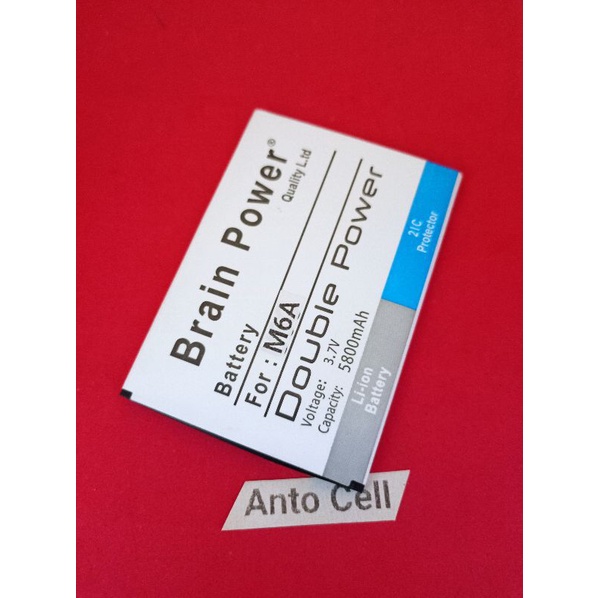 Brain Power®
Quality L.td
Battery
For : M6A
Double Power
Voltage: 3.7V
Capacity: 5800mAh
Li-ion
Battery
2IC
Protector
Anto Cell